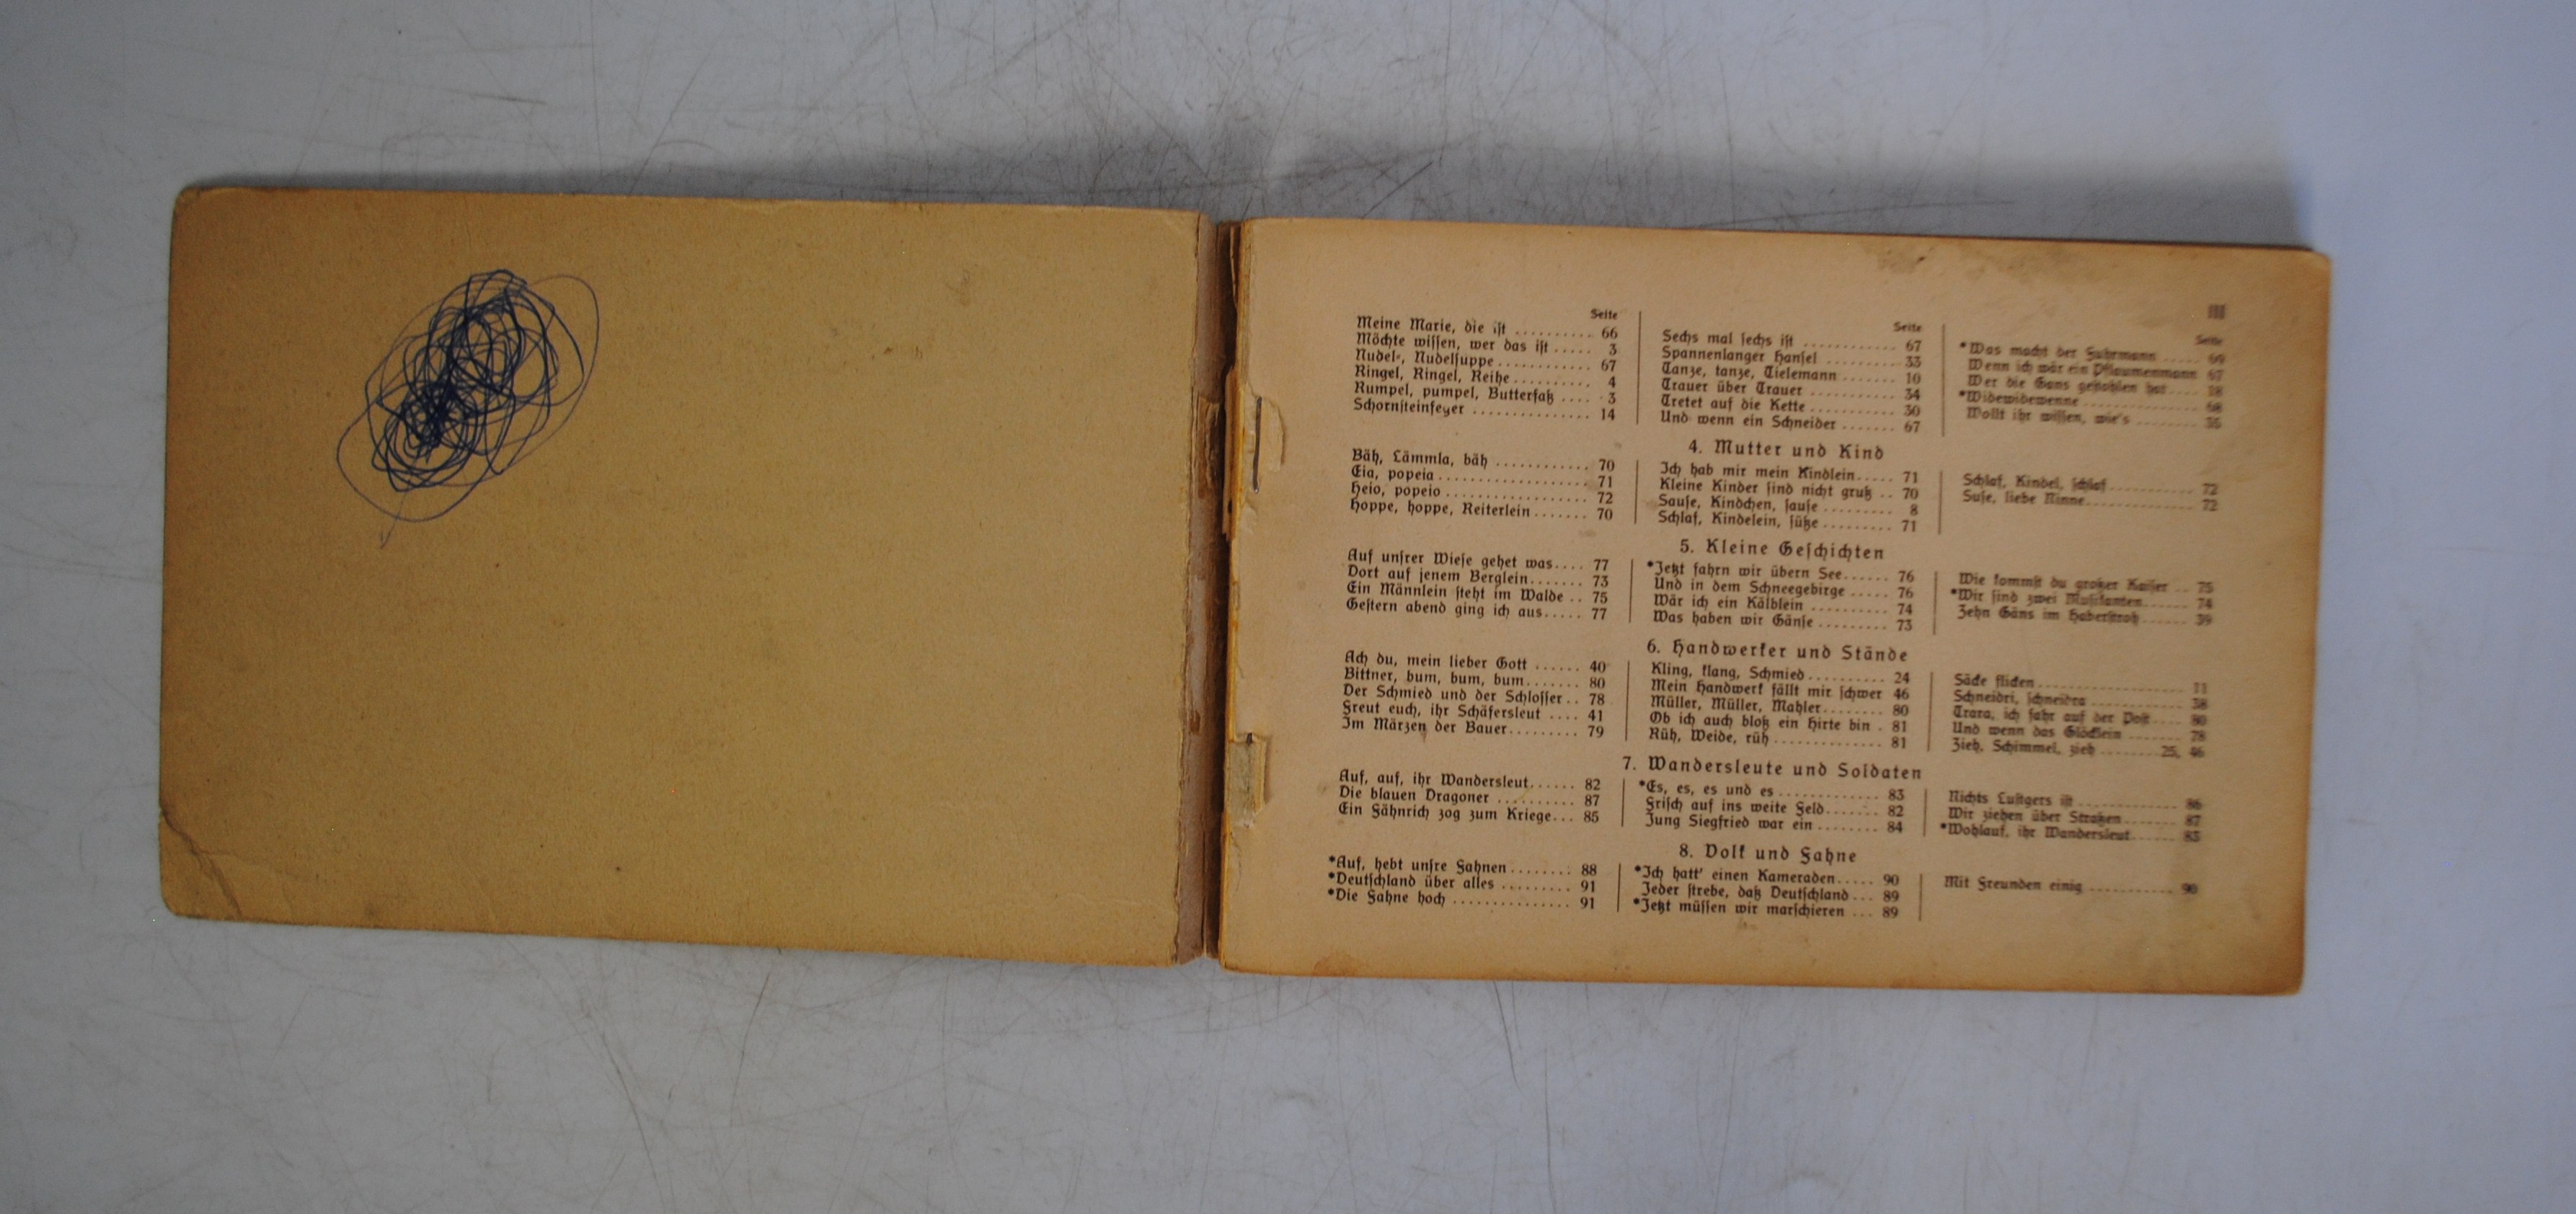 III
Seite
Meine Marie, die iſt .......... 66
Möchte wiſſen, wer das iſt ..... 3
Nudel-, Nudelſuppe ............ 67
Ringel, Ringel, Reihe .......... 4
Rumpel, pumpel, Butterfaß .... 3
Schornſteinfeger ............... 14
Seite
Sechs mal ſechs iſt ............ 67
Spannenlanger Hanſel ........ 33
Tanze, tanze, Tielemann ....... 10
Trauer über Trauer ............ 34
Tretet auf die Kette ............ 30
Und wenn ein Schneider ....... 67
Seite
*Was macht der Fuhrmann ..... 69
Wenn ich wär ein Pflaumenmann 67
Wer die Gans geſtohlen hat .... 18
*Widewidewenne ............... 68
Wollt ihr wiſſen, wie's ......... 35
4. Mutter und Kind
Bäh, Lämmla, bäh ............ 70
Eia, popeia .................... 71
Heio, popeio ................... 72
Hoppe, hoppe, Reiterlein ....... 70
Ich hab mir mein Kindlein ..... 71
Kleine Kinder ſind nicht gruß .. 70
Sauſe, Kindchen, ſauſe ......... 8
Schlaf, Kindelein, ſüße ......... 71
Schlaf, Kindel, ſchlaf ........... 72
Suſe, liebe Ninne ............... 72
5. Kleine Geſchichten
Auf unſrer Wieſe gehet was .... 77
Dort auf jenem Berglein ....... 73
Ein Männlein ſteht im Walde .. 75
Geſtern abend ging ich aus ..... 77
*Jetzt fahrn wir übern See ...... 76
Und in dem Schneegebirge ..... 76
Wär ich ein Kälblein .......... 74
Was haben wir Gänſe ......... 73
Wie kommſt du großer Kaiſer .. 75
*Wir ſind zwei Muſikanten ...... 74
Zehn Gäns im Haberſtroh ...... 39
6. Handwerker und Stände
Ach du, mein lieber Gott ...... 40
Bittner, bum, bum, bum ....... 80
Der Schmied und der Schloſſer .. 78
Freut euch, ihr Schäfersleut .... 41
Im Märzen der Bauer ......... 79
Kling, klang, Schmied .......... 24
Mein Handwerk fällt mir ſchwer 46
Müller, Müller, Mahler ........ 80
Ob ich auch bloß ein Hirte bin . 81
Rüh, Weide, rüh .............. 81
Säcke flicken .................. 11
Schneidri, ſchneidra ............ 38
Trara, ich fahr auf der Poſt .... 80
Und wenn das Glöcklein ....... 78
Zieh, Schimmel, zieh ........ 25, 46
7. Wandersleute und Soldaten
Auf, auf, ihr Wandersleut ...... 82
Die blauen Dragoner .......... 87
Ein Fähnrich zog zum Kriege ... 85
*Es, es, es und es ............. 83
Friſch auf ins weite Feld ....... 82
Jung Siegfried war ein ........ 84
Nichts Luſtgers iſt ............. 86
Wir ziehen über Straßen ....... 87
*Wohlauf, ihr Wandersleut ...... 83
8. Volk und Fahne
*Auf, hebt unſre Fahnen ........ 88
*Deutſchland über alles ......... 91
*Die Fahne hoch ............... 91
*Ich hatt' einen Kameraden ..... 90
Jeder ſtrebe, daß Deutſchland ... 89
*Jetzt müſſen wir marſchieren ... 89
Mit Freunden einig ............ 90